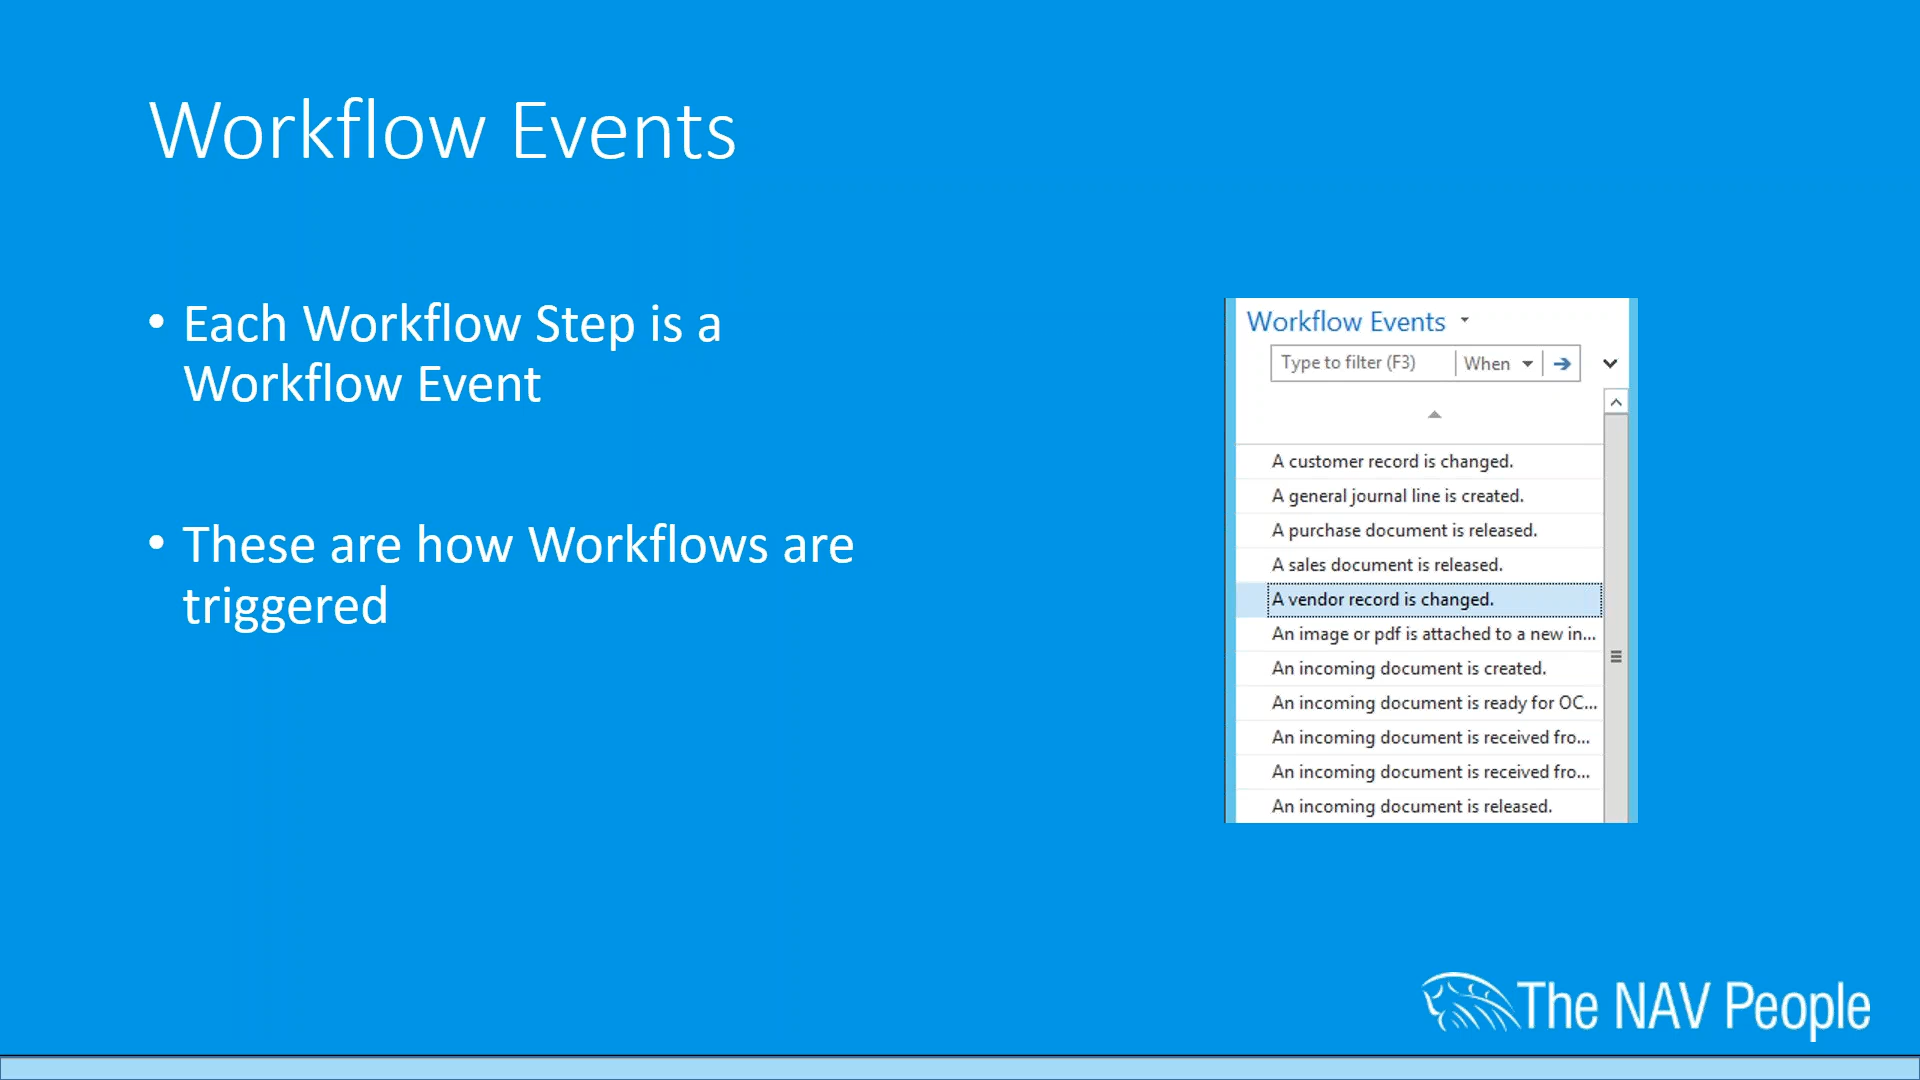 Workflow Events
• Each Workflow Step is a
Workflow Event
• These are how Workflows are
triggered
Workflow Events
Type to filter (F3) When
A customer record is changed.
A general journal line is created.
A purchase document is released.
A sales document is released.
A vendor record is changed.
An image or pdf is attached to a new in...
An incoming document is created.
An incoming document is ready for OC...
An incoming document is received fro...
An incoming document is received fro...
An incoming document is released.
The NAV People